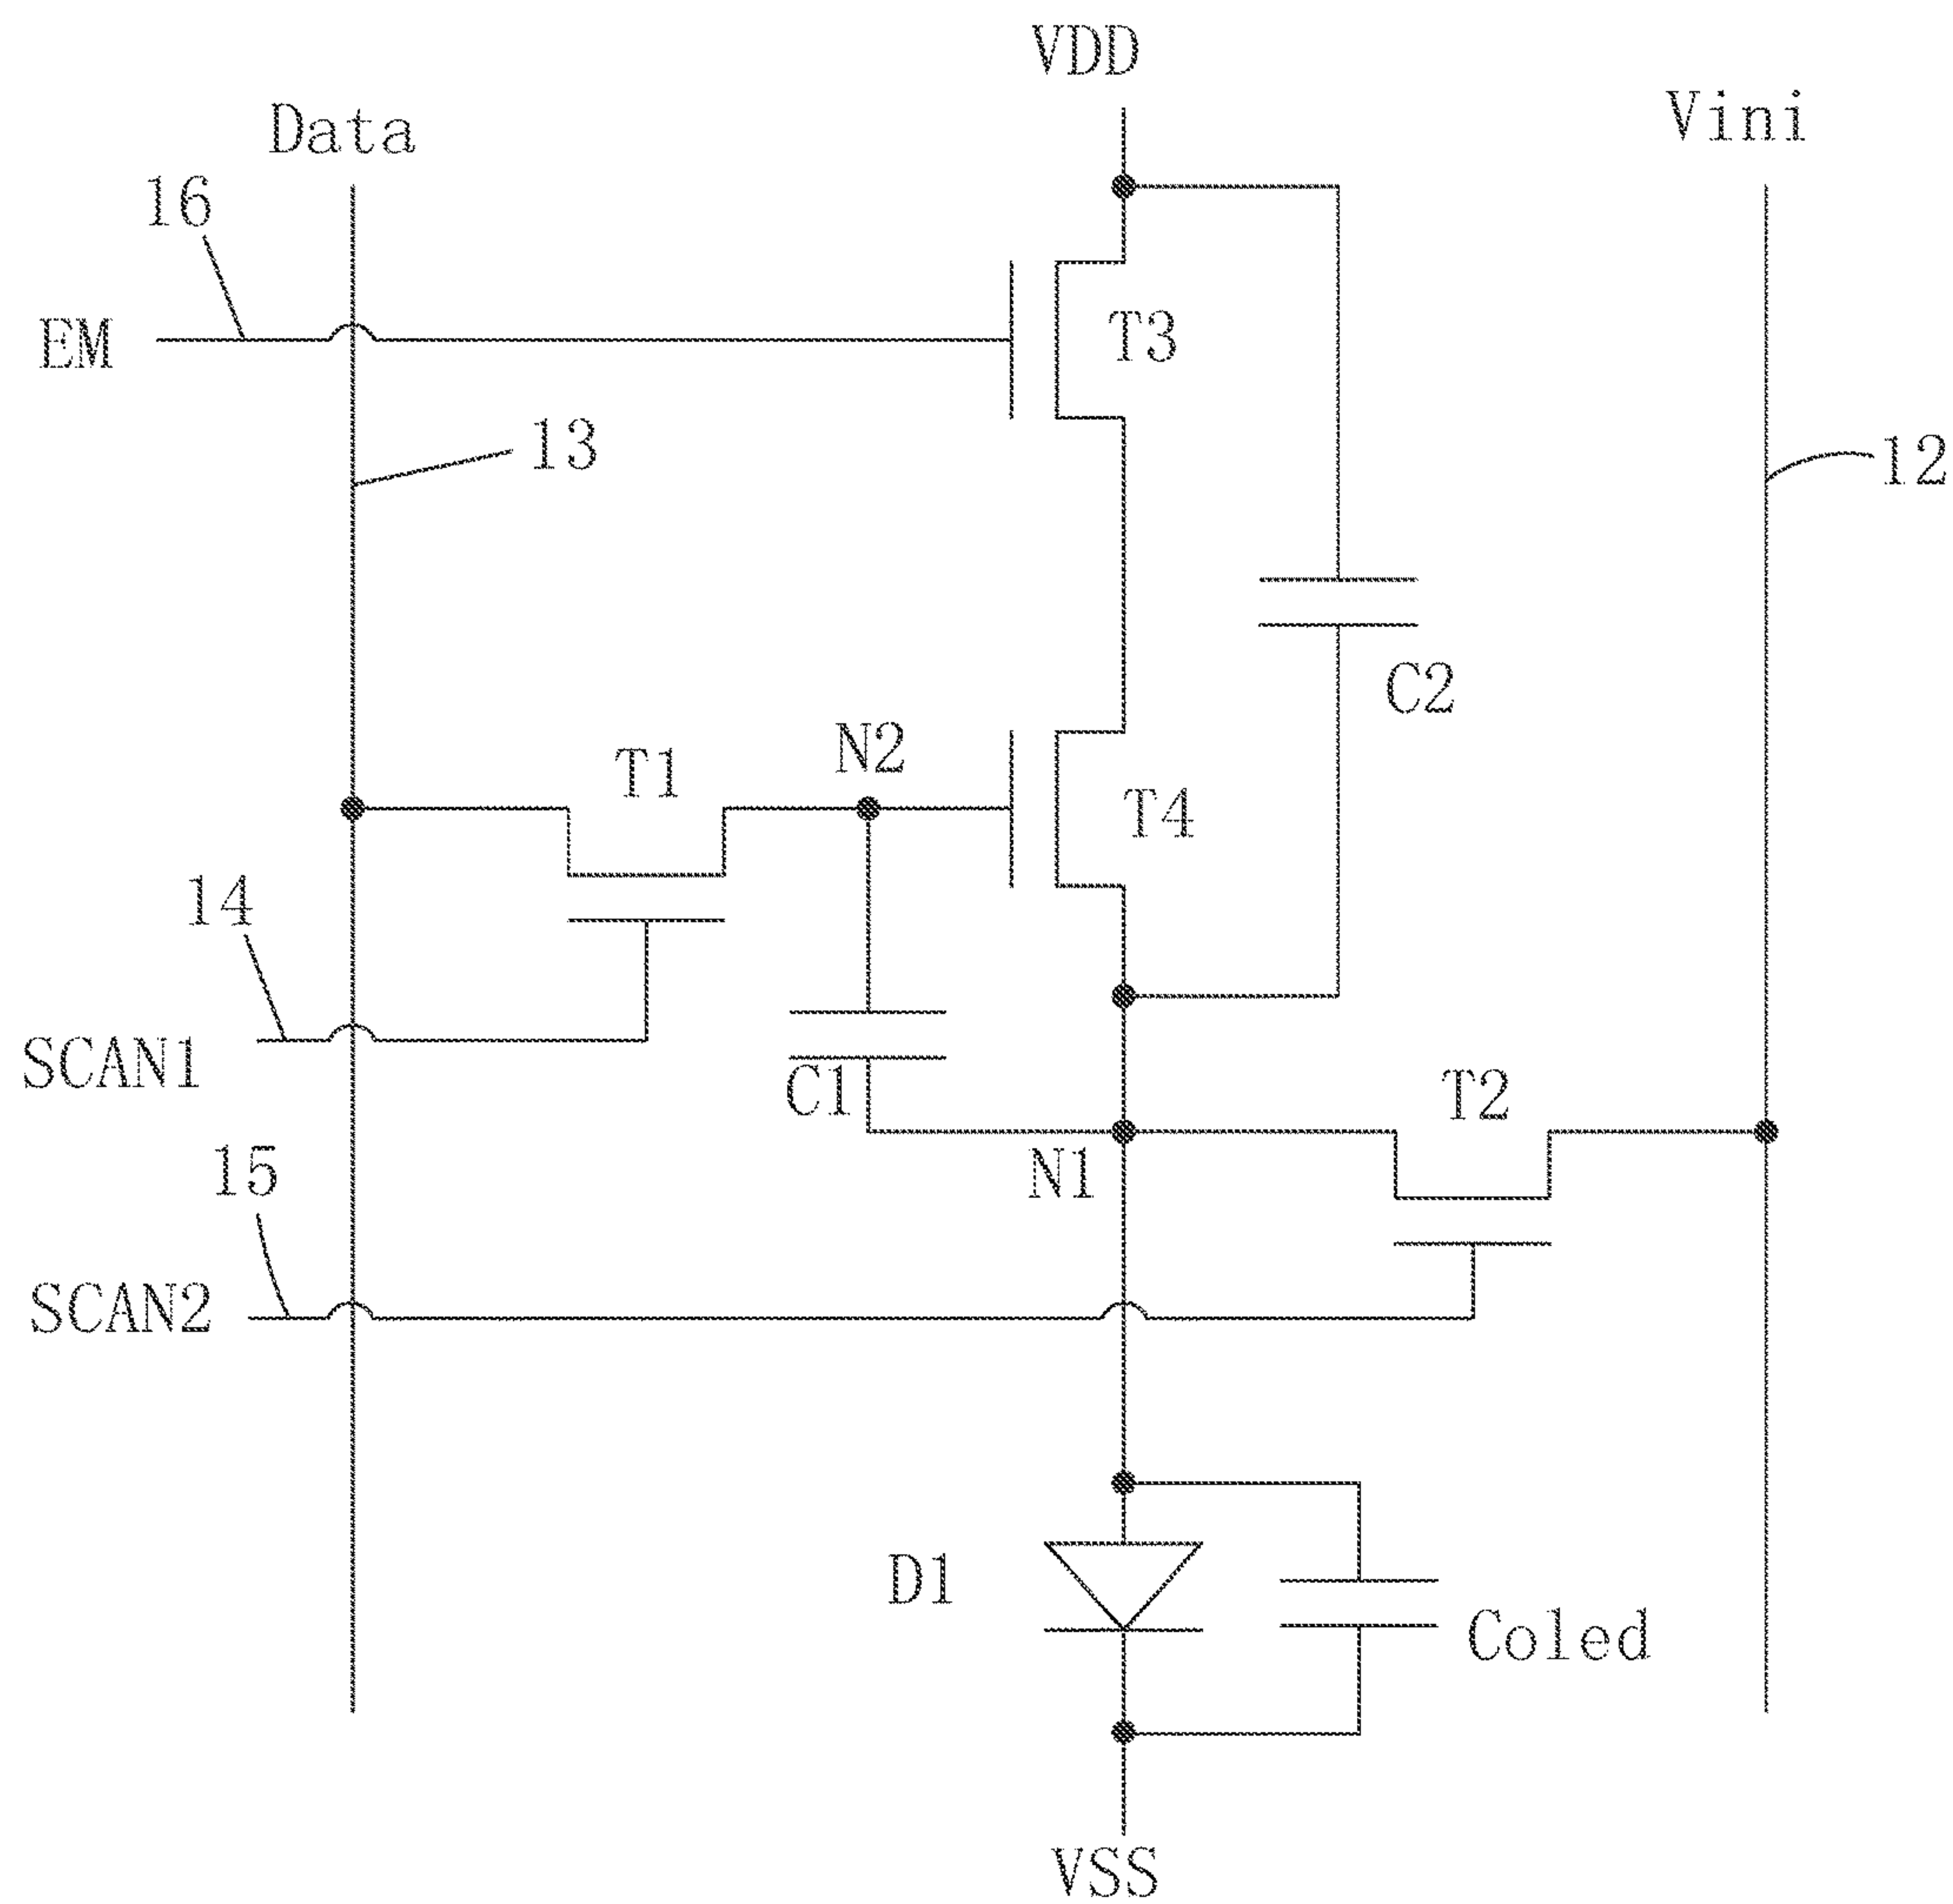 VDD
Data
Vini
16
EM
T3
13
12
C2
N2
T1
T4
14
SCAN1
C1
T2
N1
15
SCAN2
D1
Coled
VSS